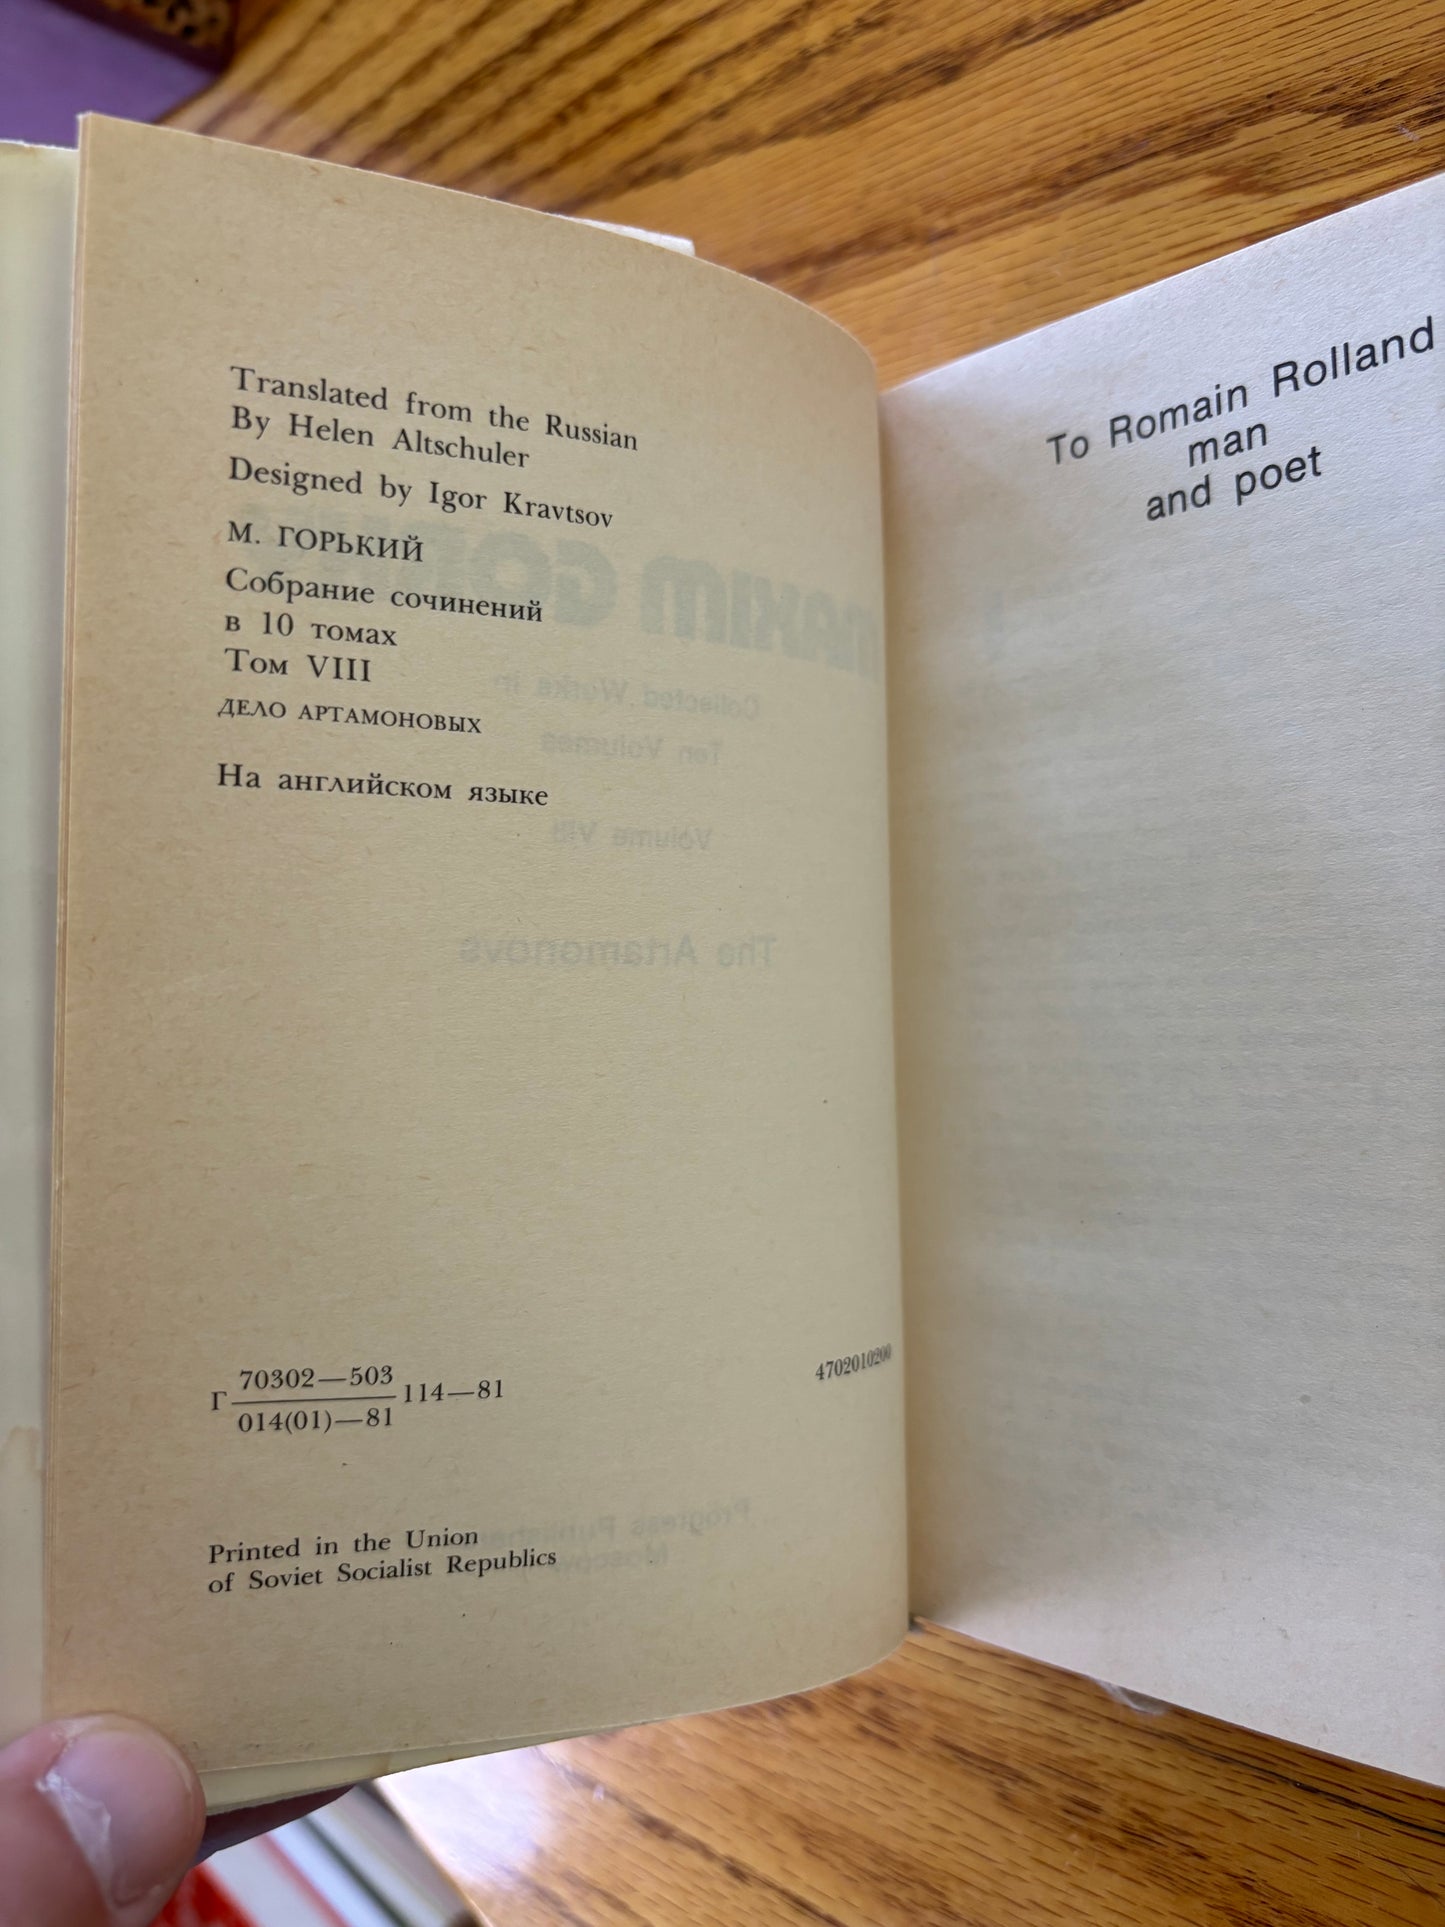 Translated from the Russian
By Helen Altschuler
Designed by Igor Kravtsov
М. ГОРЬКИЙ
Собрание сочинений
в 10 томах
Том VIII
ДЕЛО АРТАМОНОВЫХ
На английском языке
Г 70302—503 114—81
014(01)—81
4702010200
Printed in the Union
of Soviet Socialist Republics
To Romain Rolland
man
and poet